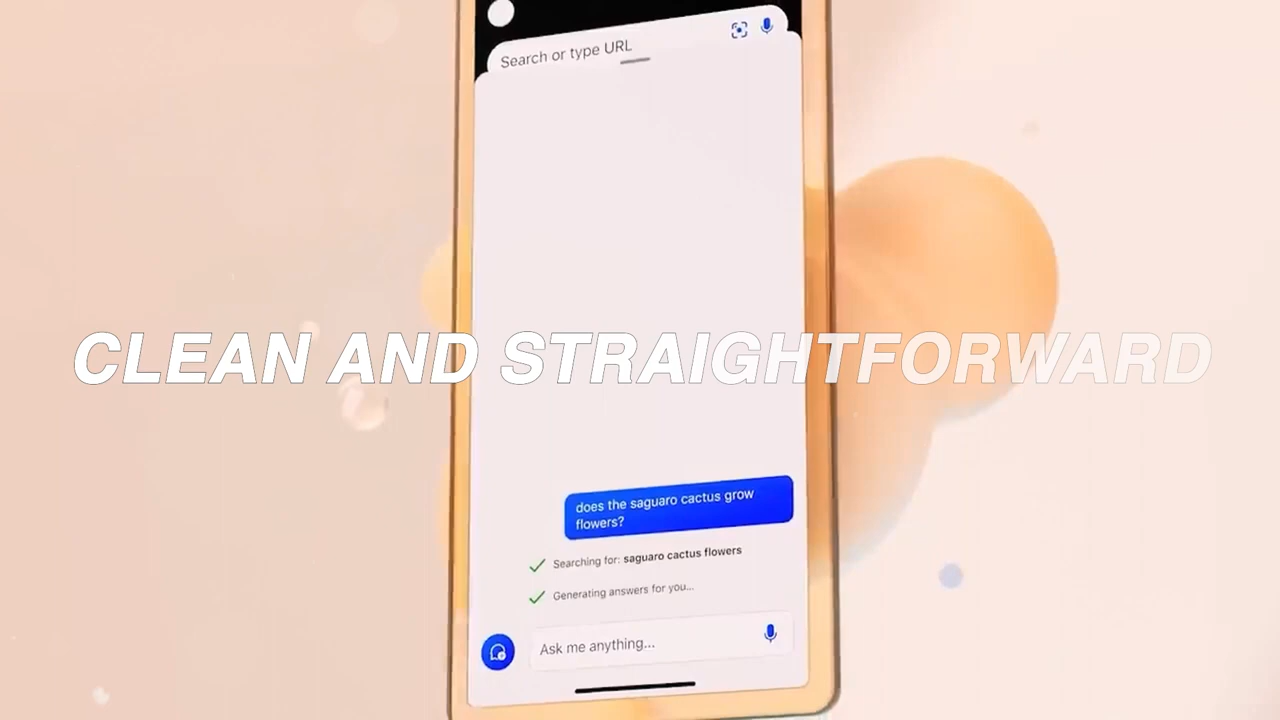 Search or type URL
CLEAN AND STRAIGHTFORWARD
does the saguaro cactus grow
flowers?
Searching for: saguaro cactus flowers
Generating answers for you...
Ask me anything...